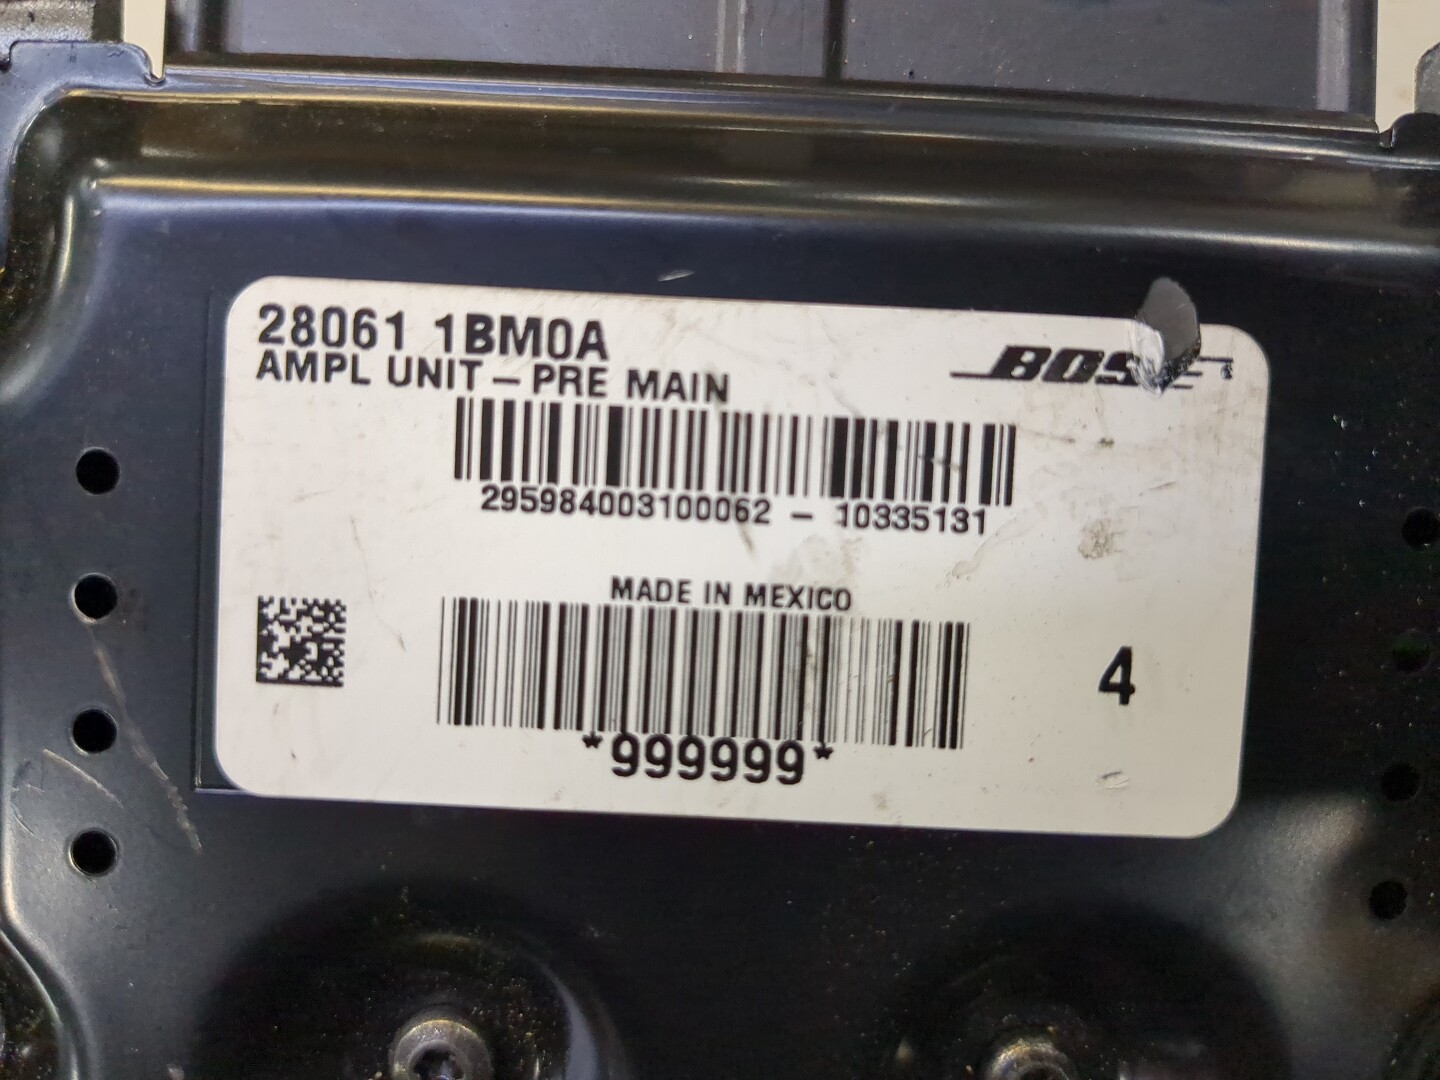 28061 1BM0A
AMPL UNIT – PRE MAIN
BOSE
295984003100062 – 10335131
MADE IN MEXICO
4
*999999*